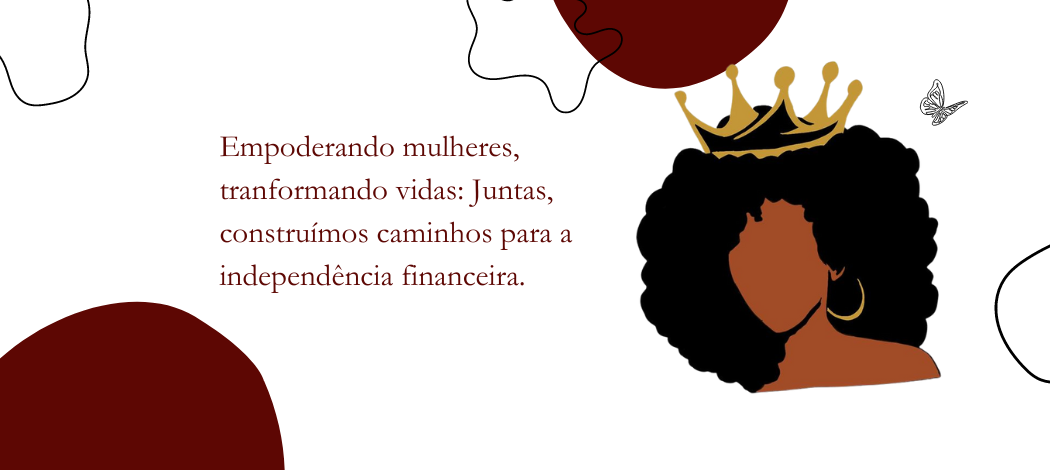 Empoderando mulheres,
tranformando vidas: Juntas,
construímos caminhos para a
independência financeira.